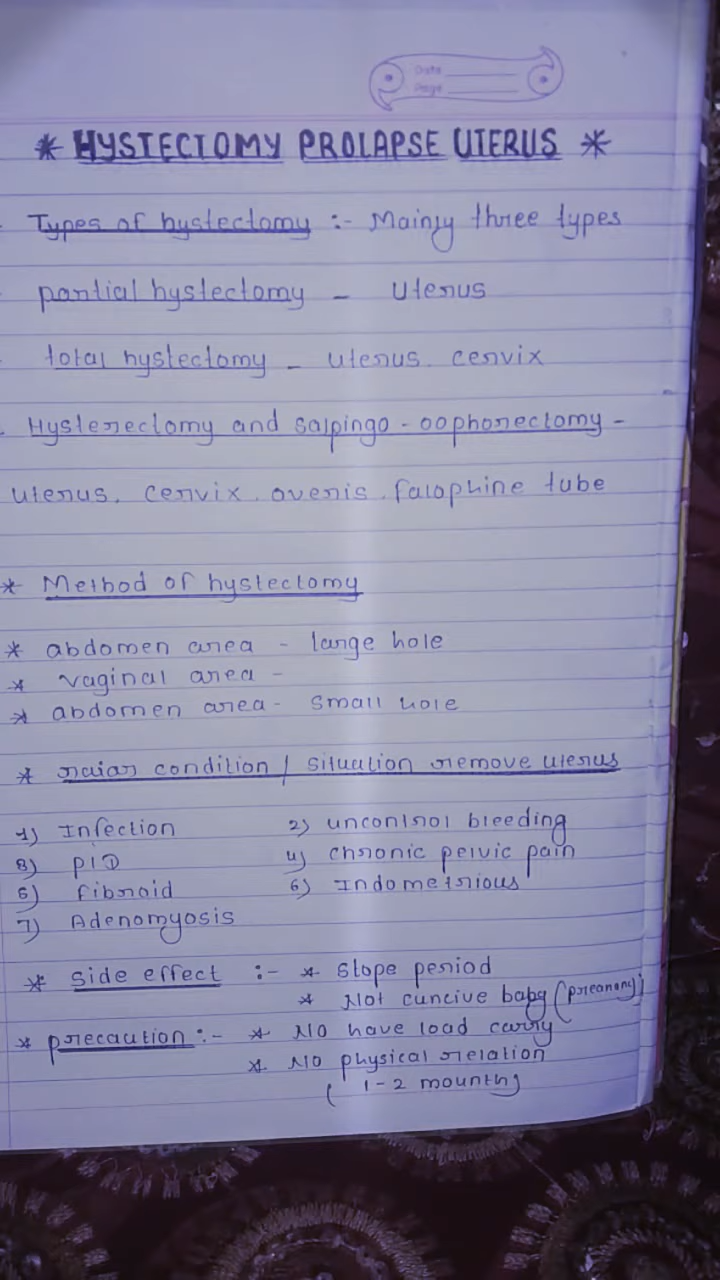 Date
Page
* HYSTECTOMY PROLAPSE UTERUS *
Types of hystectomy :- Mainly three types
partial hystectomy - Uterus
total hystectomy - uterus. cervix
Hysterectomy and salpingo - oophorectomy -
uterus. cervix. overis. falophine tube
* Method of hystectomy
* abdomen area - large hole
* vaginal area -
* abdomen area - small hole
* condition / situation remove uterus
1) Infection 2) uncontrol bleeding
3) PID 4) chronic pelvic pain
5) fibroid 6) Indometrious
7) Adenomyosis
* side effect :- * Stope period
* Not cuncive baby (preanany)
* precaution :- * No have load carry
* No physical relation
( 1-2 mounth)